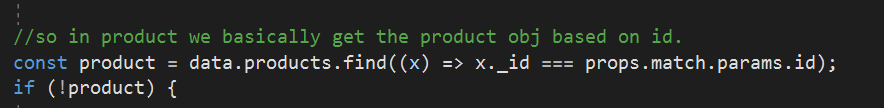 //so in product we basically get the product obj based on id.
const product = data.products.find((x) => x._id === props.match.params.id);
if (!product) {